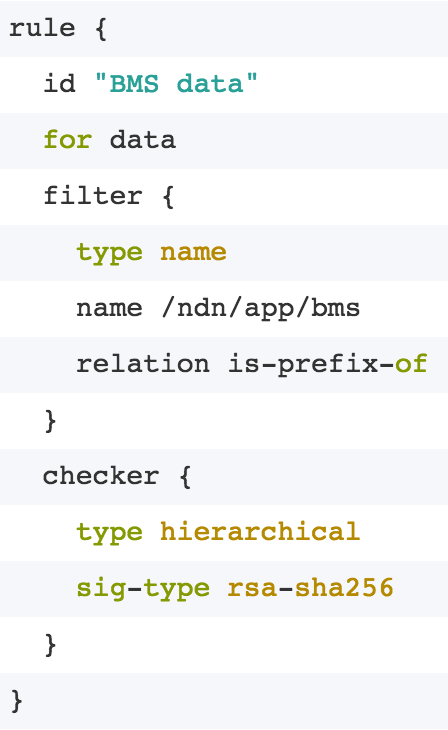 rule {
  id "BMS data"
  for data
  filter {
    type name
    name /ndn/app/bms
    relation is-prefix-of
  }
  checker {
    type hierarchical
    sig-type rsa-sha256
  }
}